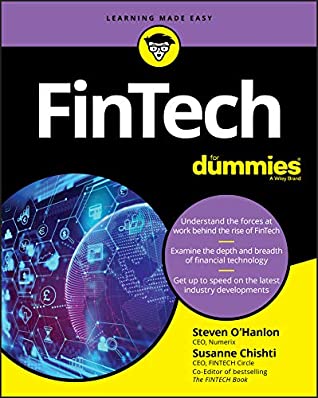 LEARNING MADE EASY
FinTech
for
dummies
A Wiley Brand
Understand the forces at
work behind the rise of FinTech
Examine the depth and breadth
of financial technology
Get up to speed on the latest
industry developments
Steven O'Hanlon
CEO, Numerix
Susanne Chishti
CEO, FINTECH Circle
Co-Editor of bestselling
The FINTECH Book